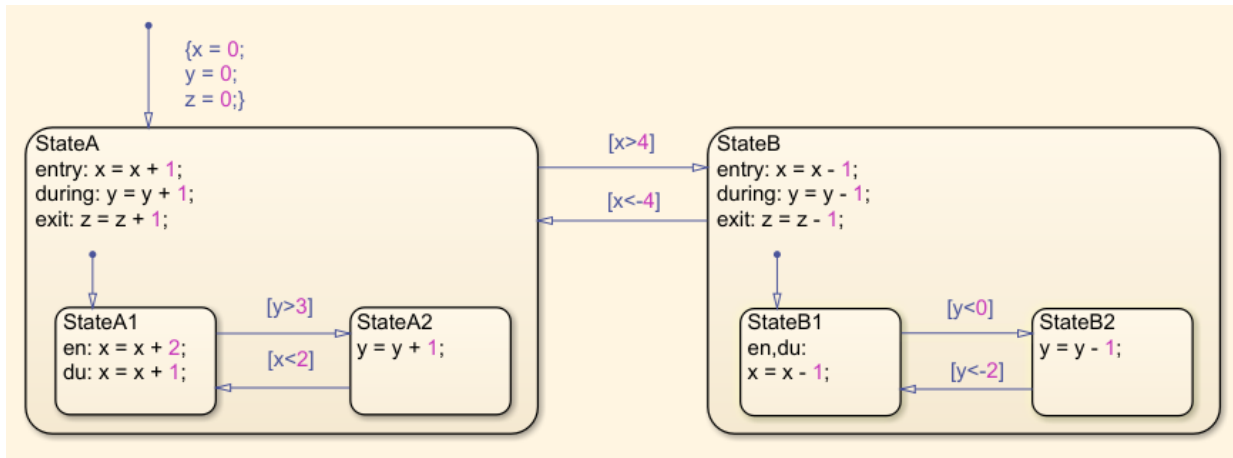 {x = 0;
y = 0;
z = 0;}
StateA
entry: x = x + 1;
during: y = y + 1;
exit: z = z + 1;
[x>4]
[x<-4]
StateB
entry: x = x - 1;
during: y = y - 1;
exit: z = z - 1;
StateA1
en: x = x + 2;
du: x = x + 1;
[y>3]
[x<2]
StateA2
y = y + 1;
StateB1
en,du:
x = x - 1;
[y<0]
[y<-2]
StateB2
y = y - 1;